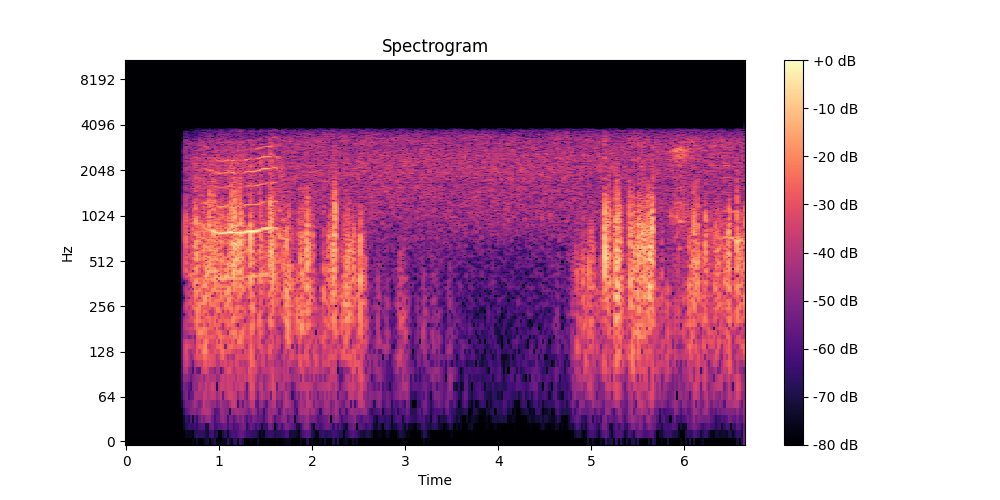 Spectrogram
8192
4096
2048
1024
512
256
128
64
0
Hz
0 1 2 3 4 5 6
Time
+0 dB
-10 dB
-20 dB
-30 dB
-40 dB
-50 dB
-60 dB
-70 dB
-80 dB